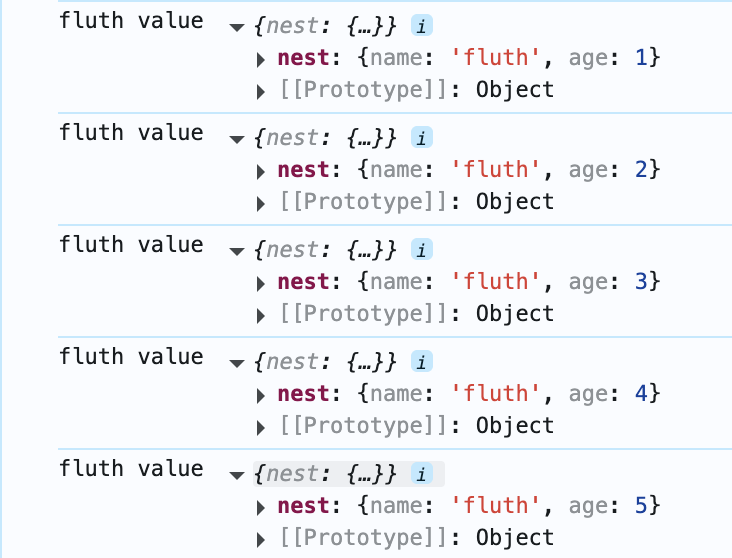 fluth value {nest: {…}} i
nest: {name: 'fluth', age: 1}
[[Prototype]]: Object
fluth value {nest: {…}} i
nest: {name: 'fluth', age: 2}
[[Prototype]]: Object
fluth value {nest: {…}} i
nest: {name: 'fluth', age: 3}
[[Prototype]]: Object
fluth value {nest: {…}} i
nest: {name: 'fluth', age: 4}
[[Prototype]]: Object
fluth value {nest: {…}} i
nest: {name: 'fluth', age: 5}
[[Prototype]]: Object